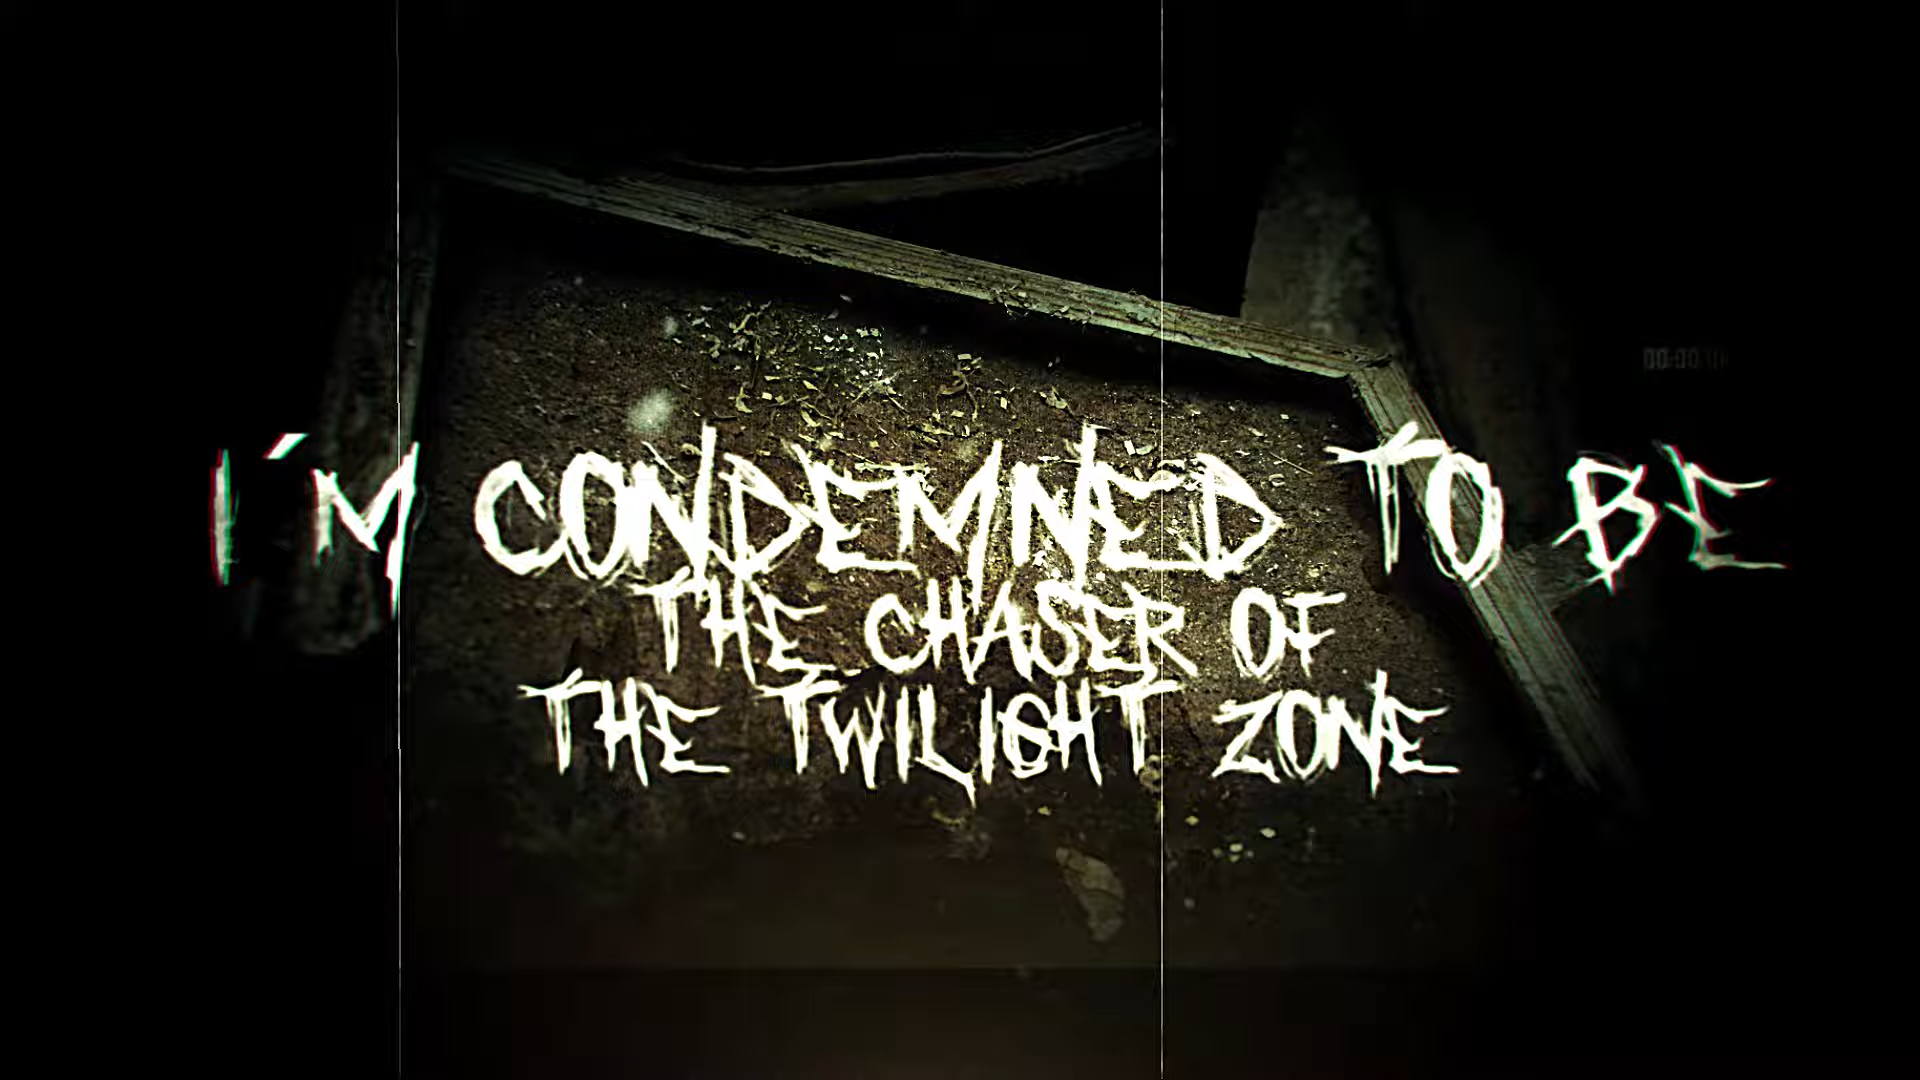 I´M CONDEMNED TO BE
THE CHASER OF
THE TWILIGHT ZONE